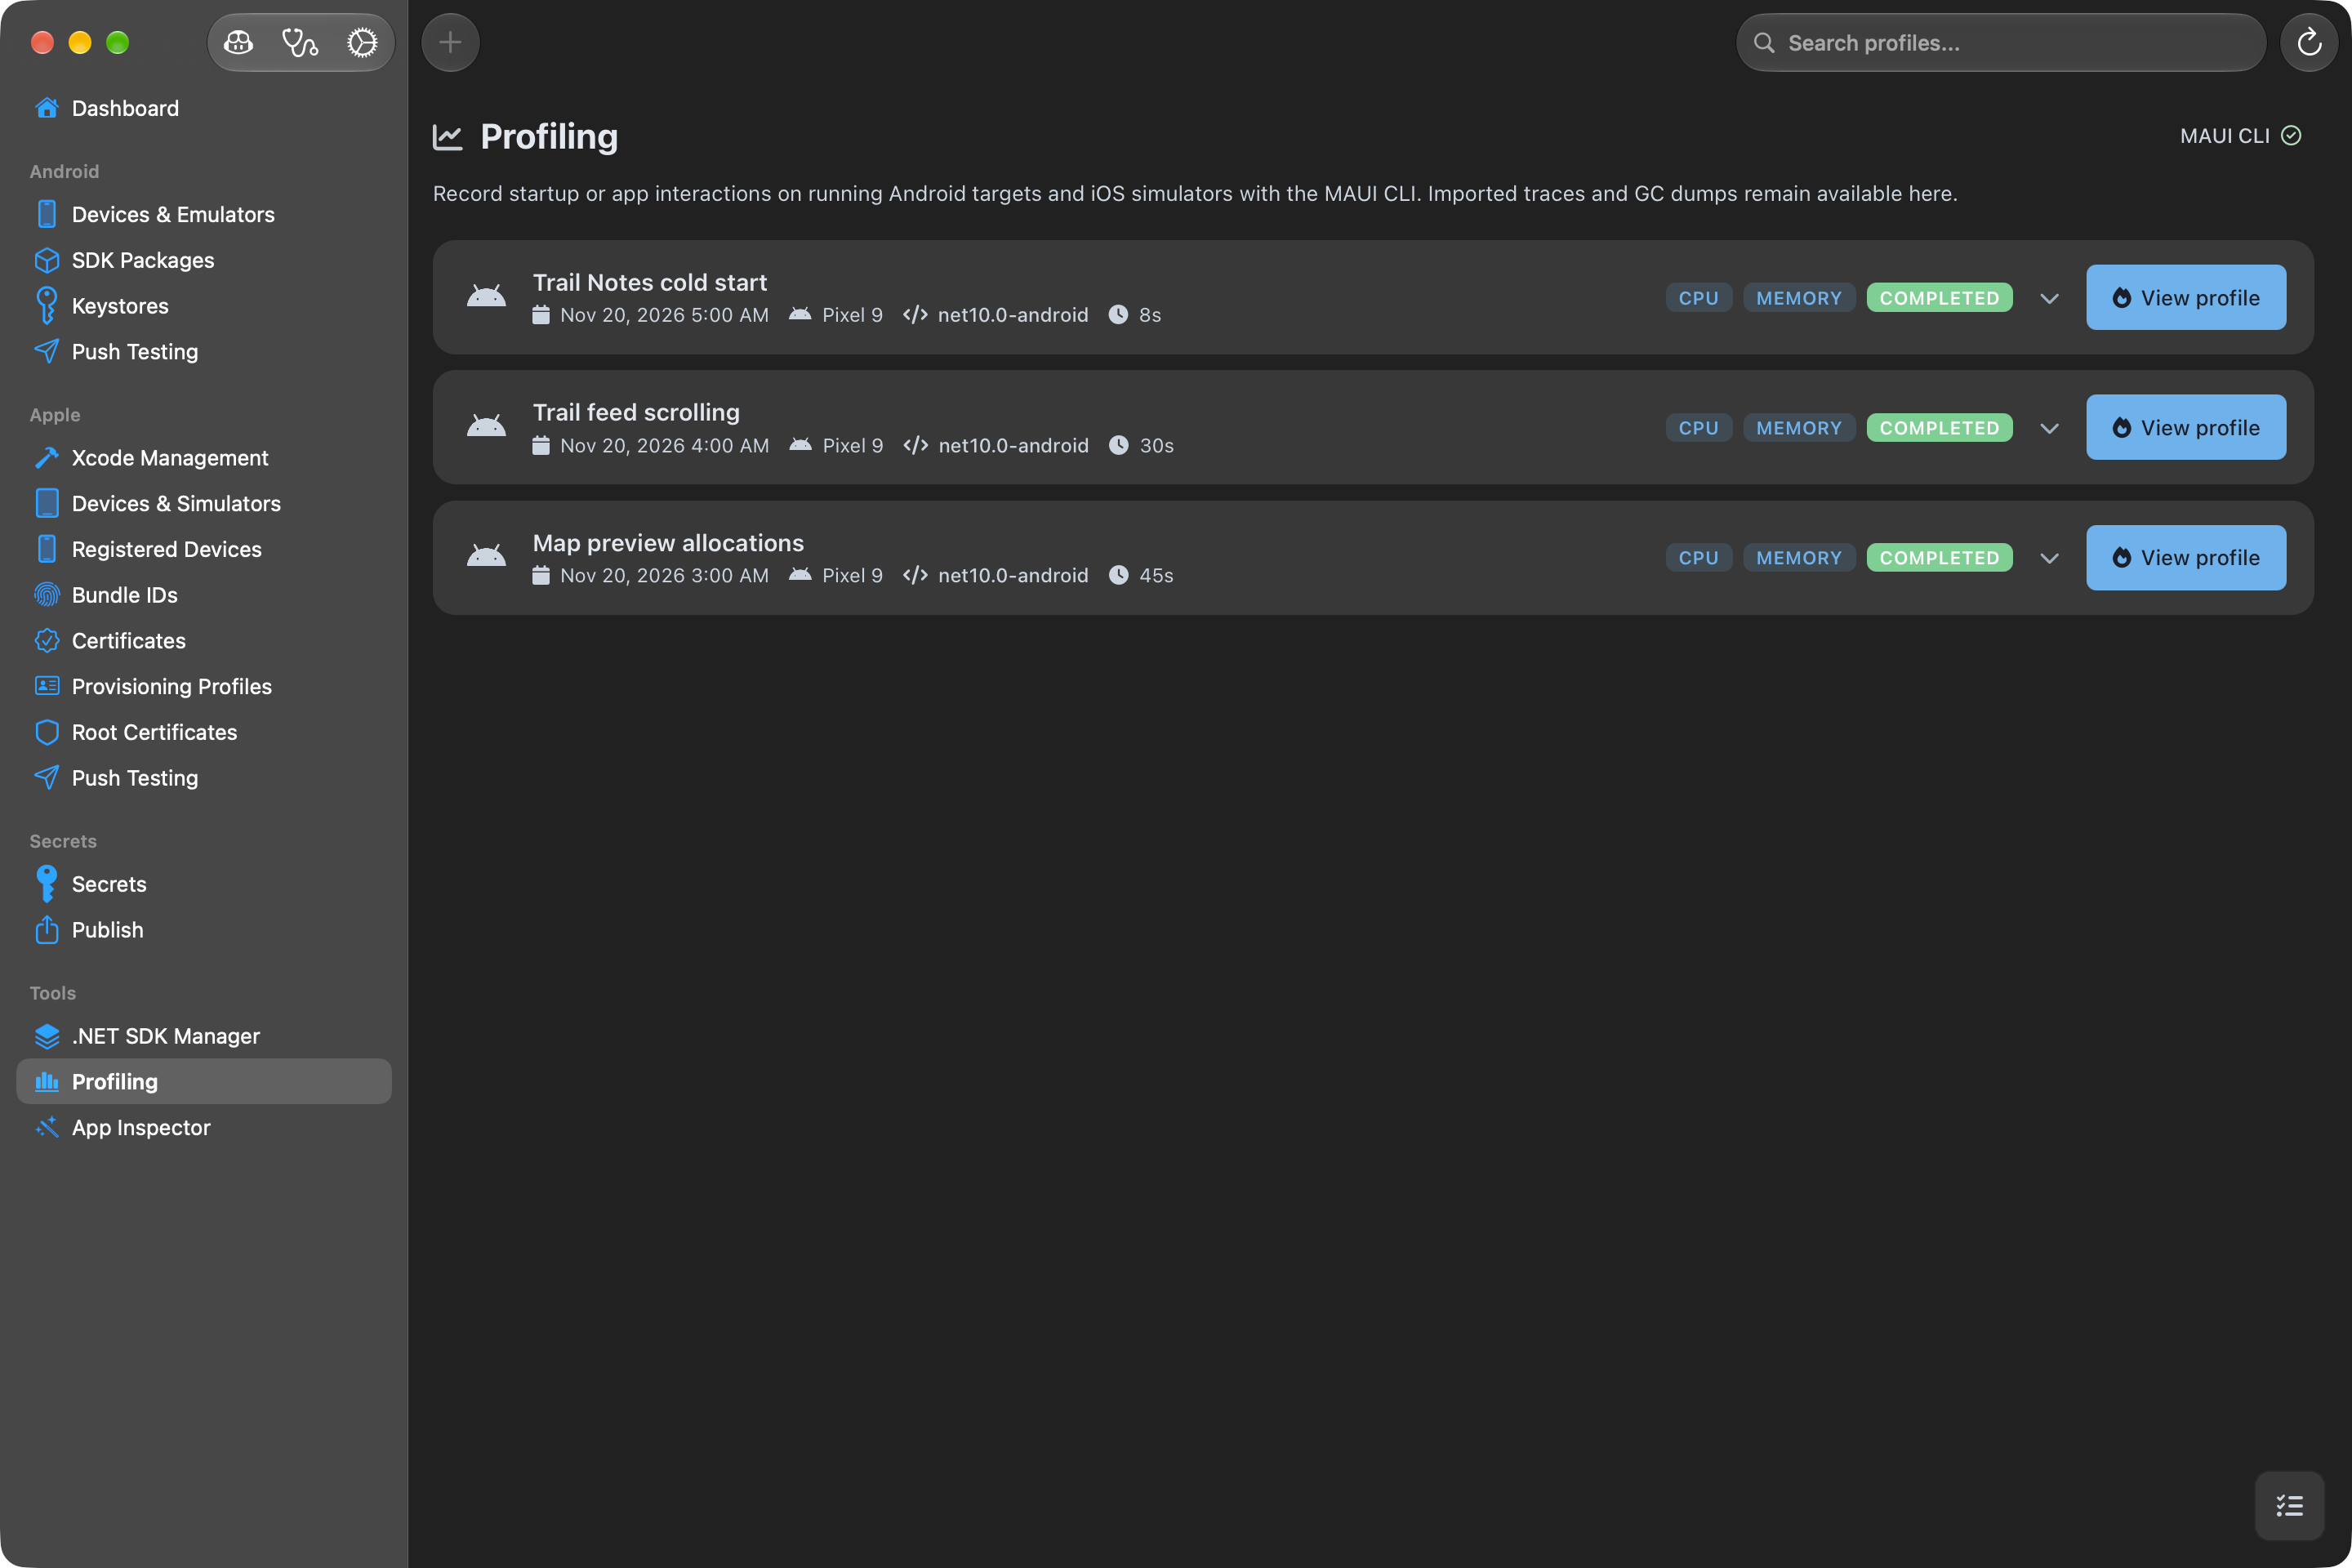 Search profiles...
Dashboard
Android
Devices & Emulators
SDK Packages
Keystores
Push Testing
Apple
Xcode Management
Devices & Simulators
Registered Devices
Bundle IDs
Certificates
Provisioning Profiles
Root Certificates
Push Testing
Secrets
Secrets
Publish
Tools
.NET SDK Manager
Profiling
App Inspector
Profiling
MAUI CLI
Record startup or app interactions on running Android targets and iOS simulators with the MAUI CLI. Imported traces and GC dumps remain available here.
Trail Notes cold start
Nov 20, 2026 5:00 AM Pixel 9 net10.0-android 8s
CPU MEMORY COMPLETED View profile
Trail feed scrolling
Nov 20, 2026 4:00 AM Pixel 9 net10.0-android 30s
CPU MEMORY COMPLETED View profile
Map preview allocations
Nov 20, 2026 3:00 AM Pixel 9 net10.0-android 45s
CPU MEMORY COMPLETED View profile